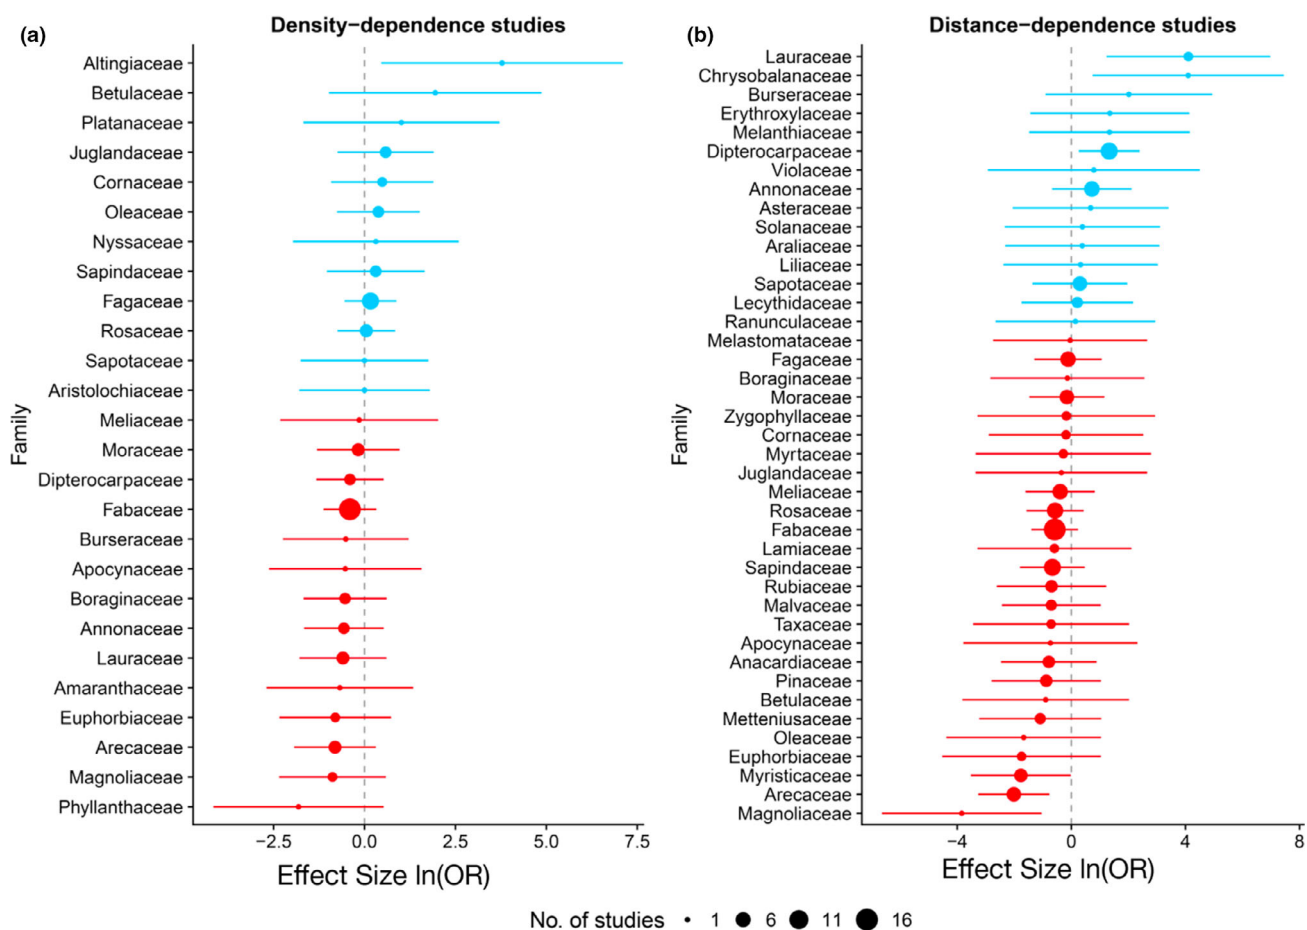 (a)
Density−dependence studies
Altingiaceae
Betulaceae
Platanaceae
Juglandaceae
Cornaceae
Oleaceae
Nyssaceae
Sapindaceae
Fagaceae
Rosaceae
Sapotaceae
Aristolochiaceae
Meliaceae
Moraceae
Dipterocarpaceae
Fabaceae
Burseraceae
Apocynaceae
Boraginaceae
Annonaceae
Lauraceae
Amaranthaceae
Euphorbiaceae
Arecaceae
Magnoliaceae
Phyllanthaceae
Family
−2.5 0.0 2.5 5.0 7.5
Effect Size ln(OR)
(b)
Distance−dependence studies
Lauraceae
Chrysobalanaceae
Burseraceae
Erythroxylaceae
Melanthiaceae
Dipterocarpaceae
Violaceae
Annonaceae
Asteraceae
Solanaceae
Araliaceae
Liliaceae
Sapotaceae
Lecythidaceae
Ranunculaceae
Melastomataceae
Fagaceae
Boraginaceae
Moraceae
Zygophyllaceae
Cornaceae
Myrtaceae
Juglandaceae
Meliaceae
Rosaceae
Fabaceae
Lamiaceae
Sapindaceae
Rubiaceae
Malvaceae
Taxaceae
Apocynaceae
Anacardiaceae
Pinaceae
Betulaceae
Metteniusaceae
Oleaceae
Euphorbiaceae
Myristicaceae
Arecaceae
Magnoliaceae
Family
−4 0 4 8
Effect Size ln(OR)
No. of studies 1 6 11 16